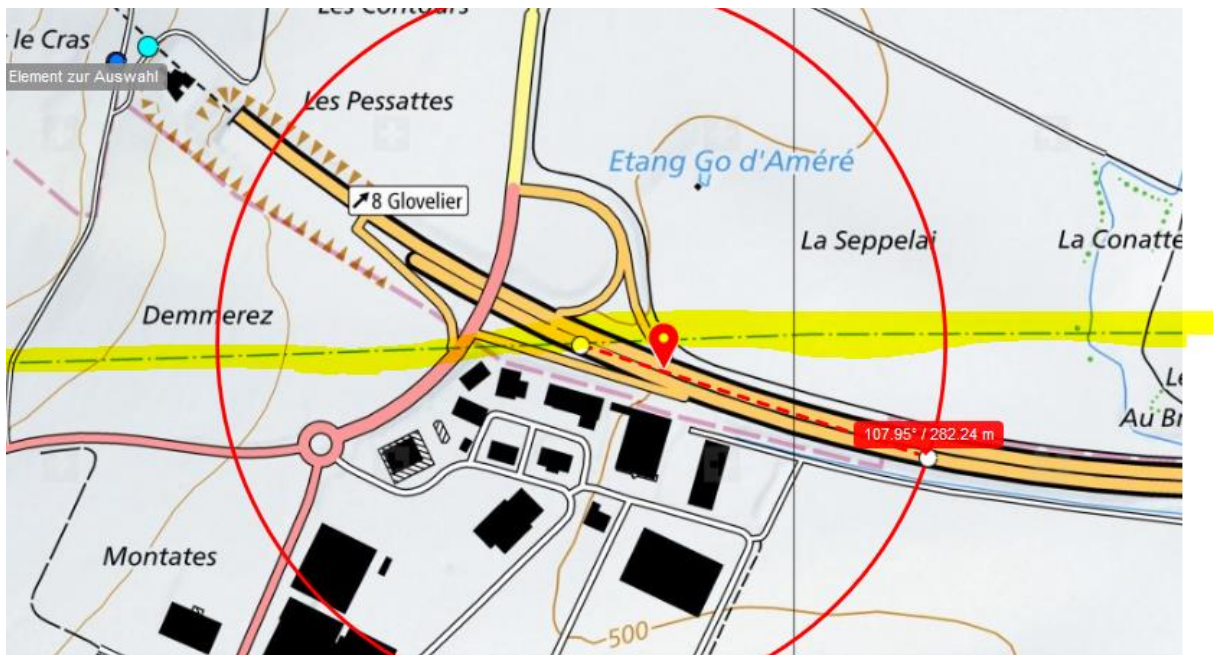 Les Contours
le Cras
Element zur Auswahl
Les Pessattes
Etang Go d'Améré
8 Glovelier
La Seppelai
La Conatte
Demmerez
Au Br
107.95° / 282.24 m
Montates
500